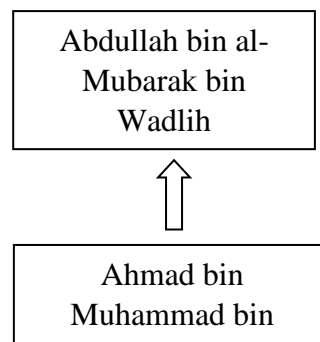 Abdullah bin al-
Mubarak bin
Wadlih
Ahmad bin
Muhammad bin